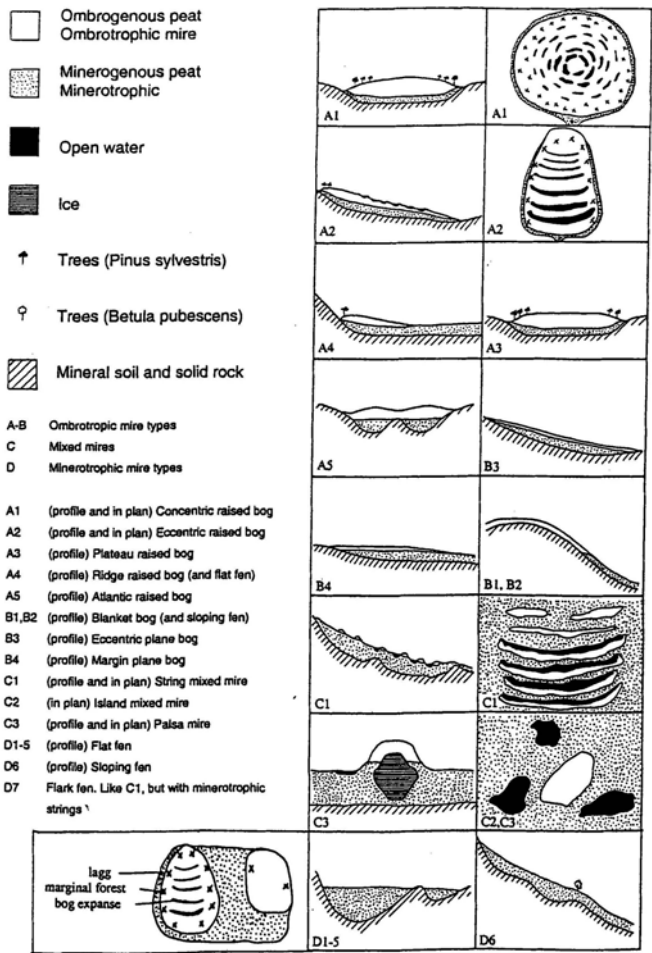 Ombrogenous peat
Ombrotrophic mire
Minerogenous peat
Minerotrophic
Open water
Ice
Trees (Pinus sylvestris)
Trees (Betula pubescens)
Mineral soil and solid rock
A-B Ombrotropic mire types
C Mixed mires
D Minerotrophic mire types
A1 (profile and in plan) Concentric raised bog
A2 (profile and in plan) Eccentric raised bog
A3 (profile) Plateau raised bog
A4 (profile) Ridge raised bog (and flat fen)
A5 (profile) Atlantic raised bog
B1,B2 (profile) Blanket bog (and sloping fen)
B3 (profile) Eccentric plane bog
B4 (profile) Margin plane bog
C1 (profile and in plan) String mixed mire
C2 (in plan) Island mixed mire
C3 (profile and in plan) Palsa mire
D1-5 (profile) Flat fen
D6 (profile) Sloping fen
D7 Flark fen. Like C1, but with minerotrophic
strings
A1
A1
A2
A2
A4
A3
A5
B3
B4
B1, B2
C1
C1
C3
C2,C3
lagg
marginal forest
bog expanse
D1-5
D6